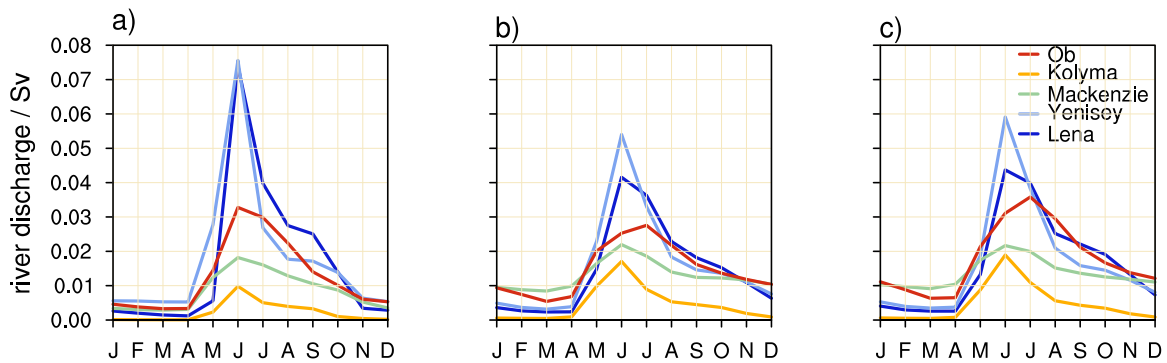 a)
b)
c)
river discharge / Sv
0.08
0.07
0.06
0.05
0.04
0.03
0.02
0.01
0.00
Ob
Kolyma
Mackenzie
Yenisey
Lena
J F M A M J J A S O N D
J F M A M J J A S O N D
J F M A M J J A S O N D